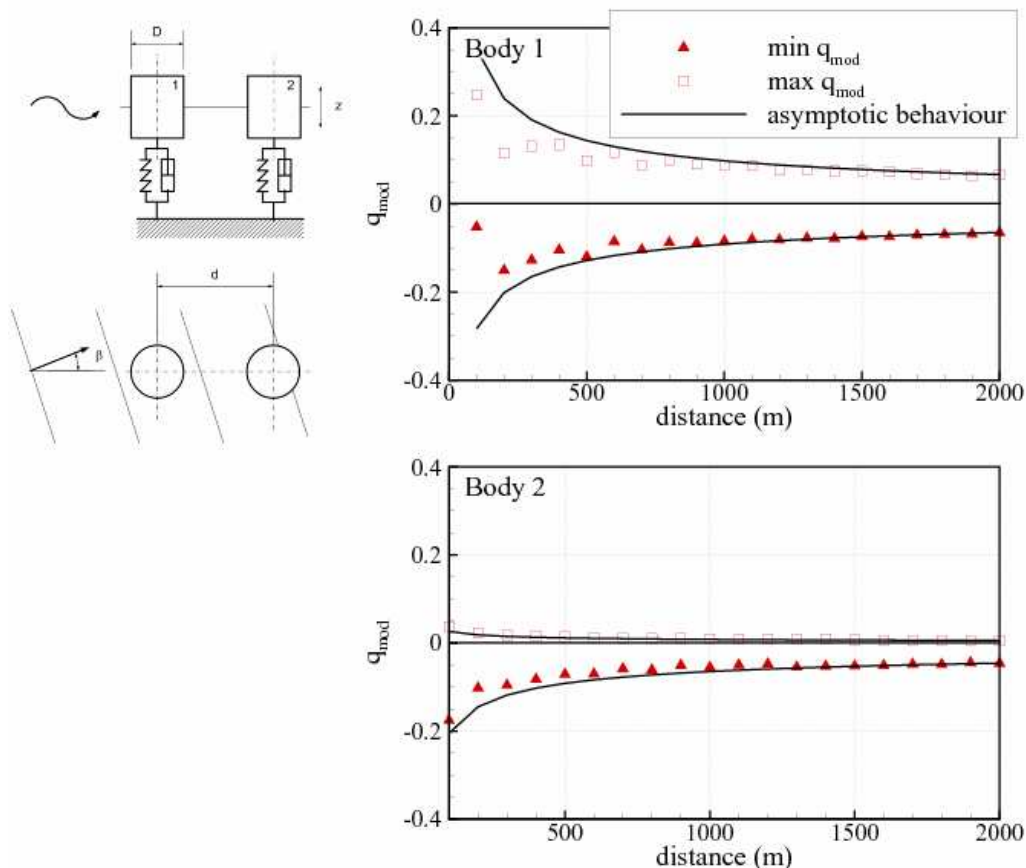 D
1
2
z
d
β
Body 1
min q_mod
max q_mod
asymptotic behaviour
0.4
0.2
0
-0.2
-0.4
q_mod
0
500
1000
1500
2000
distance (m)
Body 2
0.4
0.2
0
-0.2
-0.4
q_mod
500
1000
1500
2000
distance (m)